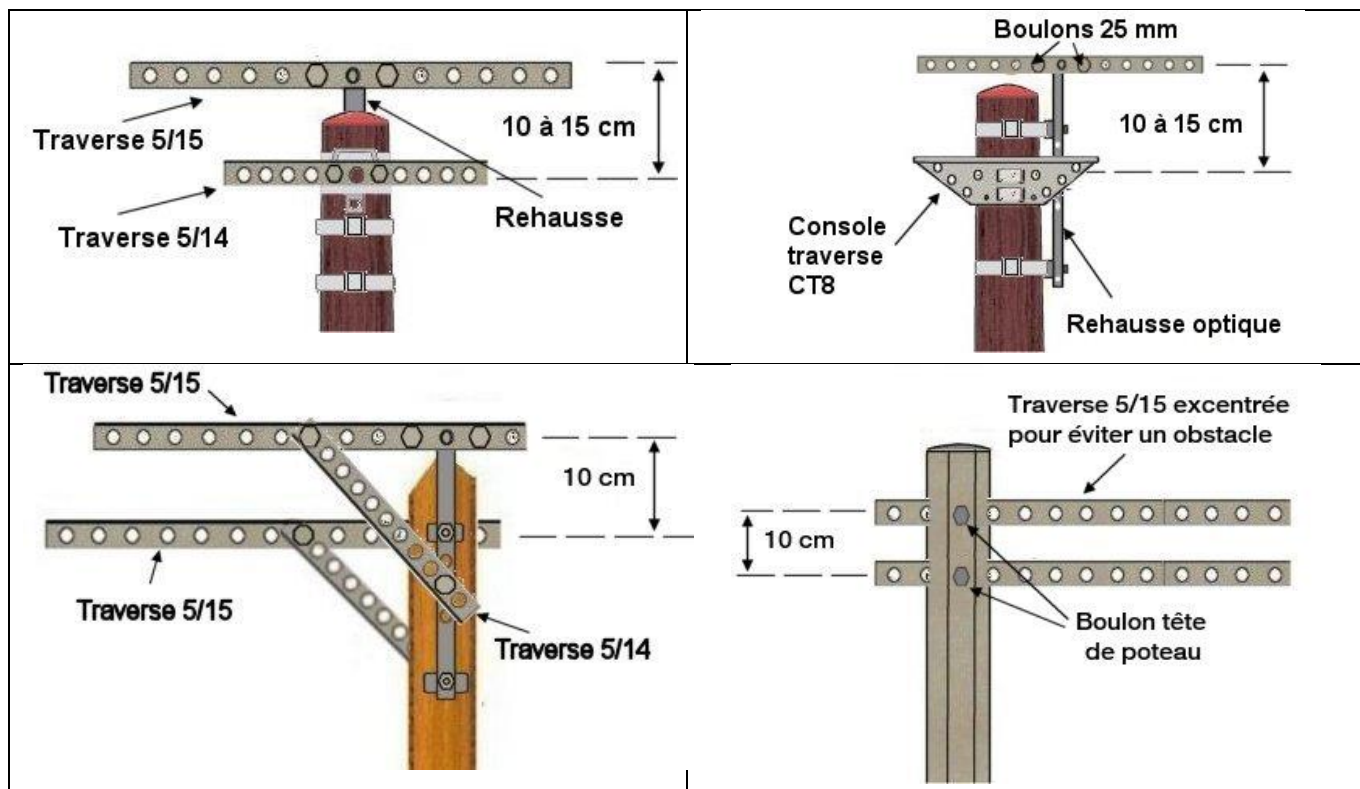 Traverse 5/15
10 à 15 cm
Traverse 5/14
Rehausse
Boulons 25 mm
10 à 15 cm
Console
traverse
CT8
Rehausse optique
Traverse 5/15
10 cm
Traverse 5/15
Traverse 5/14
Traverse 5/15 excentrée
pour éviter un obstacle
10 cm
Boulon tête
de poteau